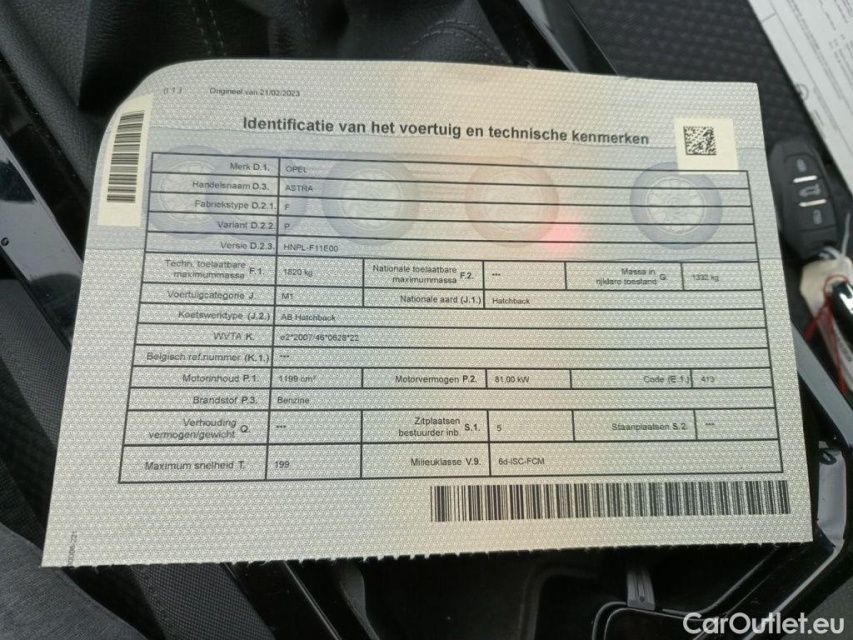 (I.1.)
Origineel van 21/02/2023
Identificatie van het voertuig en technische kenmerken
Merk D.1. OPEL
Handelsnaam D.3. ASTRA
Fabriekstype D.2.1. F
Variant D.2.2. P
Versie D.2.3. HNPL-F11E00
Techn. toelaatbare maximummassa F.1. 1820 kg Nationale toelaatbare maximummassa F.2. --- Massa in rijklare toestand G. 1332 kg
Voertuigcategorie J. M1 Nationale aard (J.1.) Hatchback
Koetswerktype (J.2.) AB Hatchback
WVTA K. e2*2007/46*0628*22
Belgisch ref.nummer (K.1.) ---
Motorinhoud P.1. 1199 cm³ Motorvermogen P.2. 81.00 kW Code (E.1.) 413
Brandstof P.3. Benzine
Verhouding vermogen/gewicht Q. --- Zitplaatsen bestuurder inb. S.1. 5 Staanplaatsen S.2. ---
Maximum snelheid T. 199 Milieuklasse V.9. 6d-ISC-FCM
CarOutlet.eu